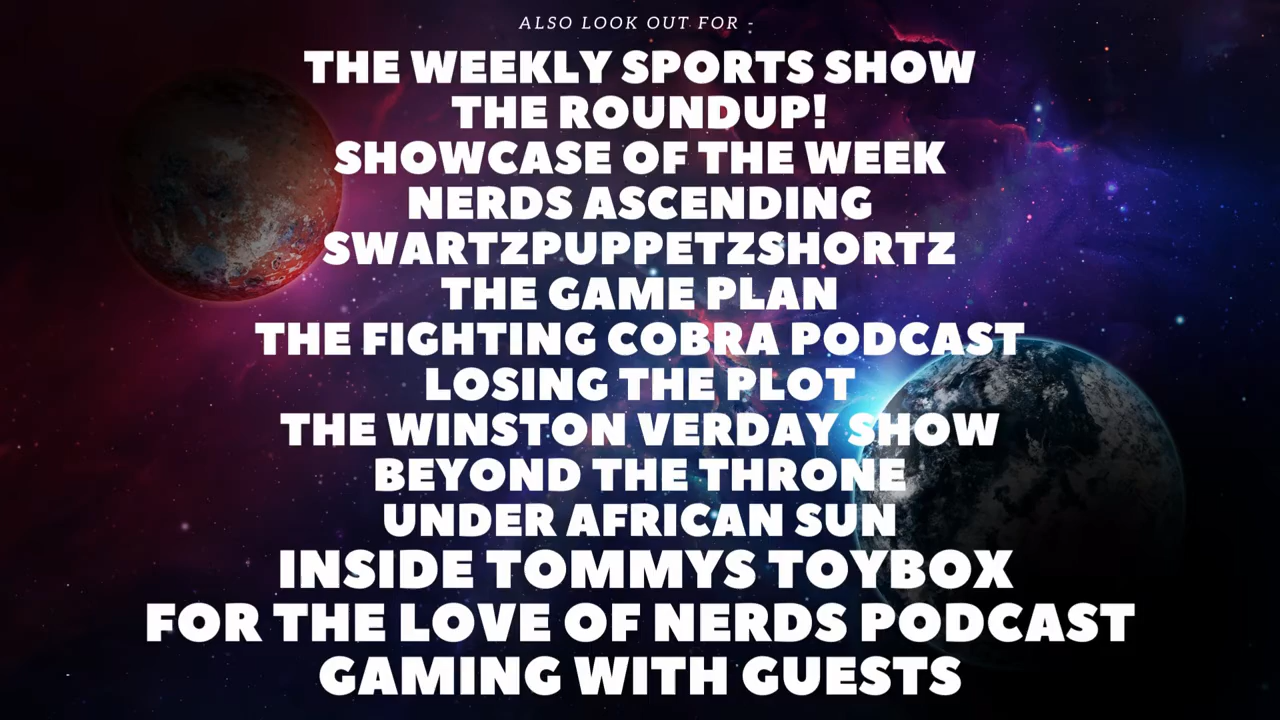 ALSO LOOK OUT FOR -
THE WEEKLY SPORTS SHOW
THE ROUNDUP!
SHOWCASE OF THE WEEK
NERDS ASCENDING
SWARTZPUPPETZSHORTZ
THE GAME PLAN
THE FIGHTING COBRA PODCAST
LOSING THE PLOT
THE WINSTON VERDAY SHOW
BEYOND THE THRONE
UNDER AFRICAN SUN
INSIDE TOMMYS TOYBOX
FOR THE LOVE OF NERDS PODCAST
GAMING WITH GUESTS